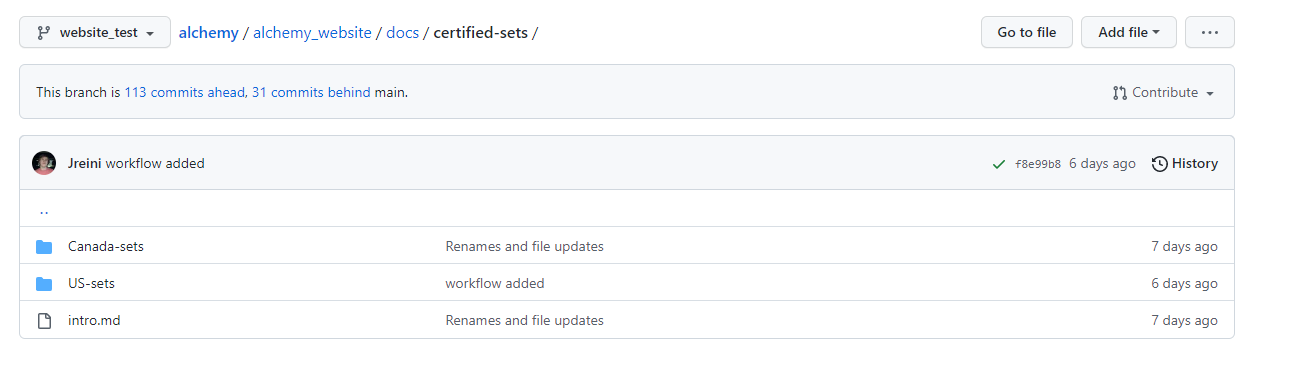 website_test alchemy / alchemy_website / docs / certified-sets / Go to file Add file ...
This branch is 113 commits ahead, 31 commits behind main. Contribute
Jreini workflow added f8e99b8 6 days ago History
..
Canada-sets Renames and file updates 7 days ago
US-sets workflow added 6 days ago
intro.md Renames and file updates 7 days ago